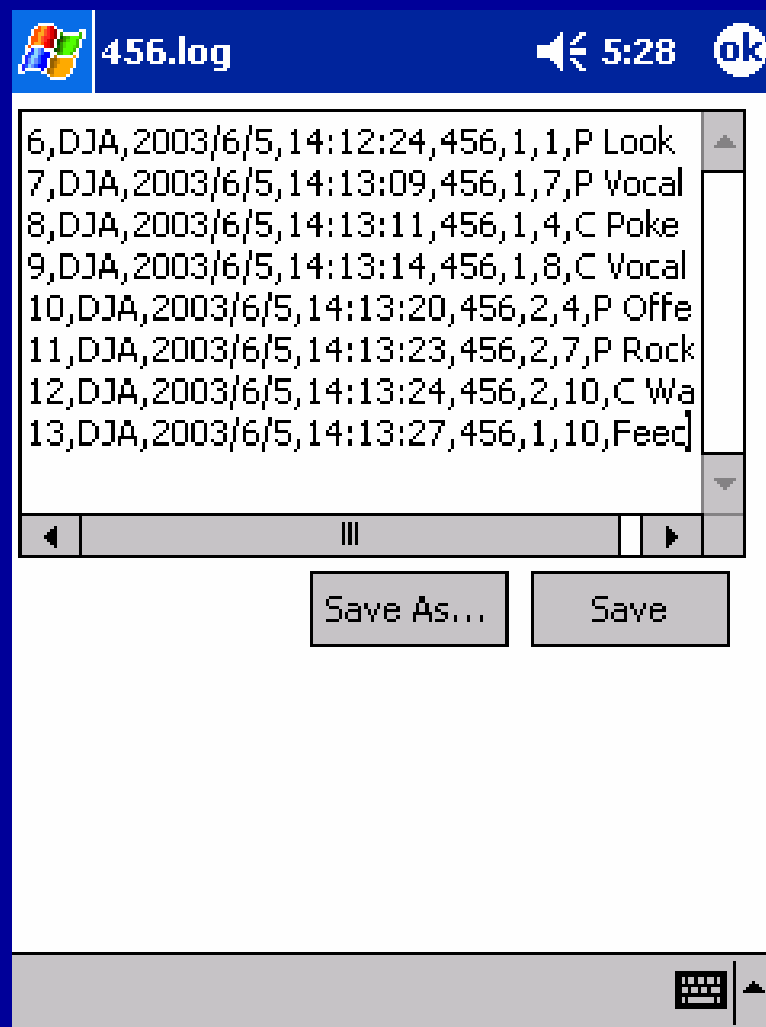 456.log 5:28 ok
6,DJA,2003/6/5,14:12:24,456,1,1,P Look
7,DJA,2003/6/5,14:13:09,456,1,7,P Vocal
8,DJA,2003/6/5,14:13:11,456,1,4,C Poke
9,DJA,2003/6/5,14:13:14,456,1,8,C Vocal
10,DJA,2003/6/5,14:13:20,456,2,4,P Offe
11,DJA,2003/6/5,14:13:23,456,2,7,P Rock
12,DJA,2003/6/5,14:13:24,456,2,10,C Wa
13,DJA,2003/6/5,14:13:27,456,1,10,Feed
Save As... Save